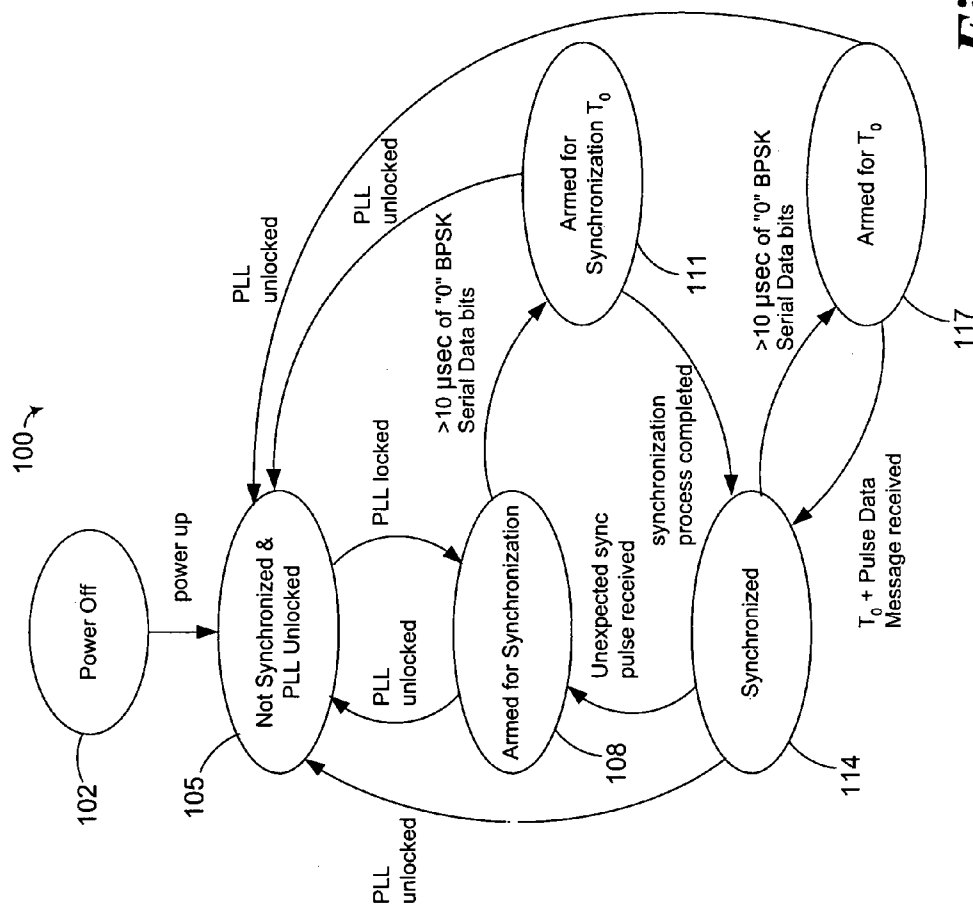 100
Power Off
102
power up
Not Synchronized &
PLL Unlocked
105
PLL
unlocked
PLL
unlocked
PLL locked
PLL
unlocked
Armed for Synchronization
108
>10 µsec of "0" BPSK
Serial Data bits
Armed for
Synchronization T0
111
PLL
unlocked
Unexpected sync
pulse received
synchronization
process completed
Synchronized
114
>10 µsec of "0" BPSK
Serial Data bits
T0 + Pulse Data
Message received
Armed for T0
117